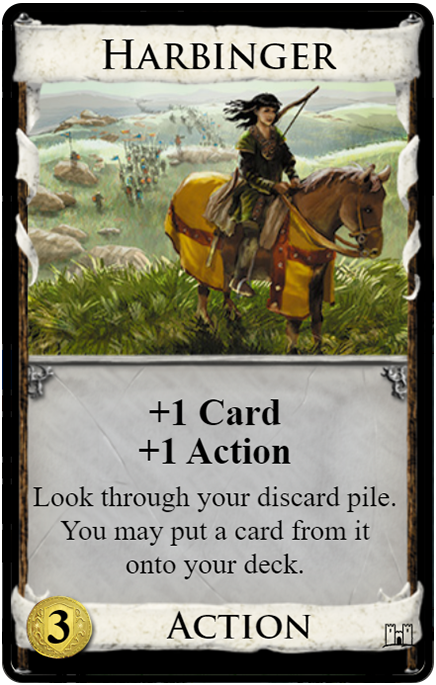 HARBINGER
+1 Card
+1 Action
Look through your discard pile.
You may put a card from it
onto your deck.
3
ACTION